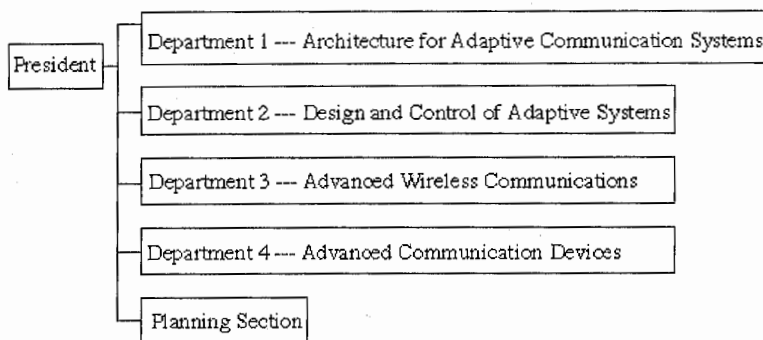 Department 1 --- Architecture for Adaptive Communication Systems
President
Department 2 --- Design and Control of Adaptive Systems
Department 3 --- Advanced Wireless Communications
Department 4 --- Advanced Communication Devices
Planning Section